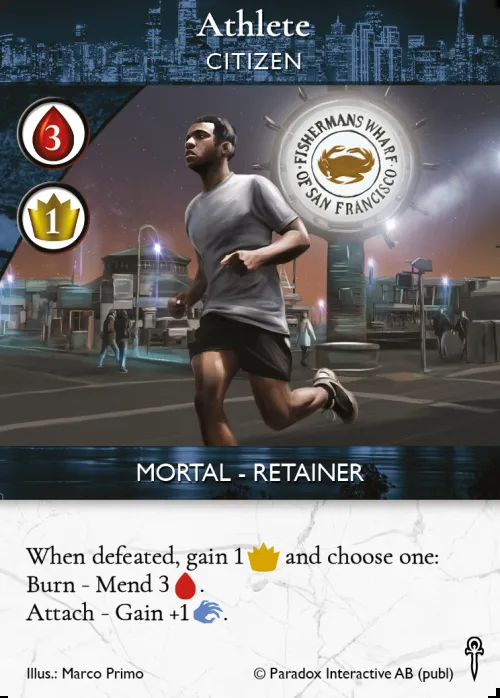 Athlete
CITIZEN
3
1
FISHERMANS WHARF
OF SAN FRANCISCO
MORTAL - RETAINER
When defeated, gain 1 and choose one:
Burn - Mend 3.
Attach - Gain +1.
Illus.: Marco Primo
© Paradox Interactive AB (publ)